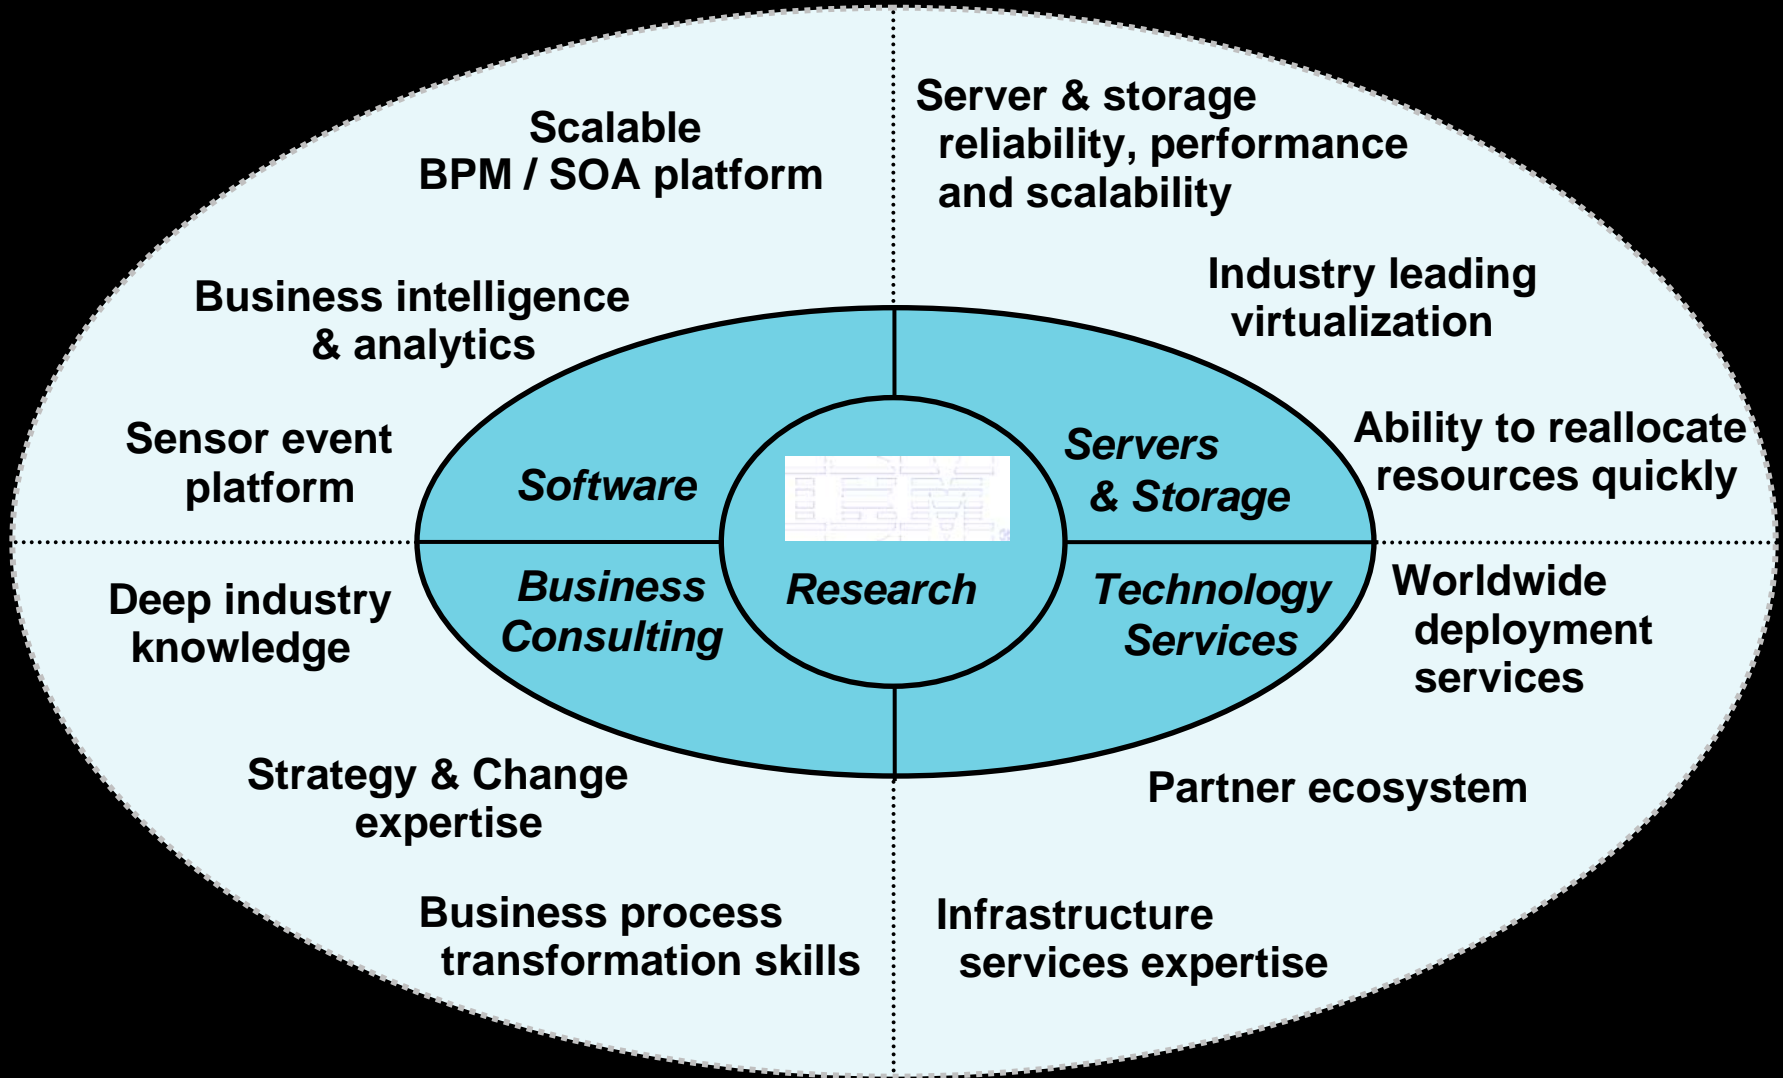 Scalable
BPM / SOA platform
Server & storage
reliability, performance
and scalability
Business intelligence
& analytics
Industry leading
virtualization
Sensor event
platform
Ability to reallocate
resources quickly
Software
Servers
& Storage
IBM
Research
Business
Consulting
Technology
Services
Deep industry
knowledge
Worldwide
deployment
services
Strategy & Change
expertise
Partner ecosystem
Business process
transformation skills
Infrastructure
services expertise